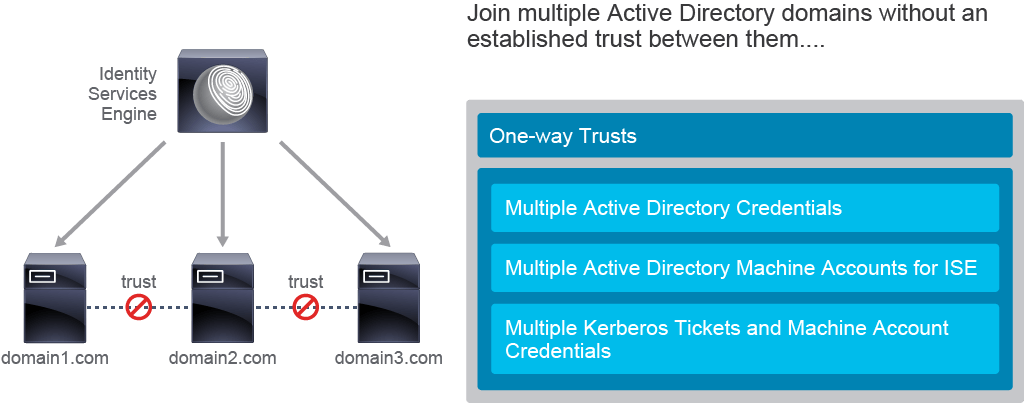 Join multiple Active Directory domains without an
established trust between them....
Identity
Services
Engine
trust
trust
domain1.com
domain2.com
domain3.com
One-way Trusts
Multiple Active Directory Credentials
Multiple Active Directory Machine Accounts for ISE
Multiple Kerberos Tickets and Machine Account
Credentials